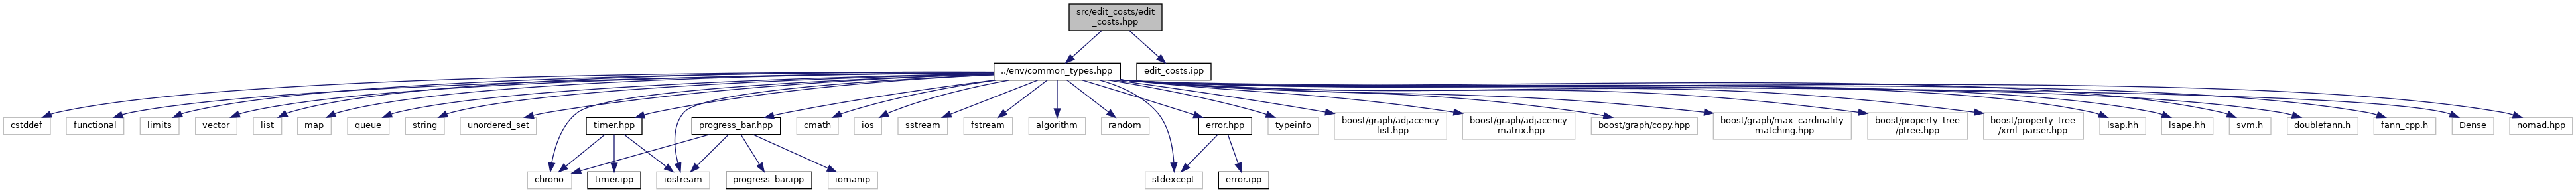 src/edit_costs/edit
_costs.hpp
../env/common_types.hpp
edit_costs.ipp
cstddef
functional
limits
vector
list
map
queue
string
unordered_set
timer.hpp
progress_bar.hpp
cmath
ios
sstream
fstream
algorithm
random
error.hpp
typeinfo
boost/graph/adjacency
_list.hpp
boost/graph/adjacency
_matrix.hpp
boost/graph/copy.hpp
boost/graph/max_cardinality
_matching.hpp
boost/property_tree
/ptree.hpp
boost/property_tree
/xml_parser.hpp
lsap.hh
lsape.hh
svm.h
doublefann.h
fann_cpp.h
Dense
nomad.hpp
chrono
timer.ipp
iostream
progress_bar.ipp
iomanip
stdexcept
error.ipp